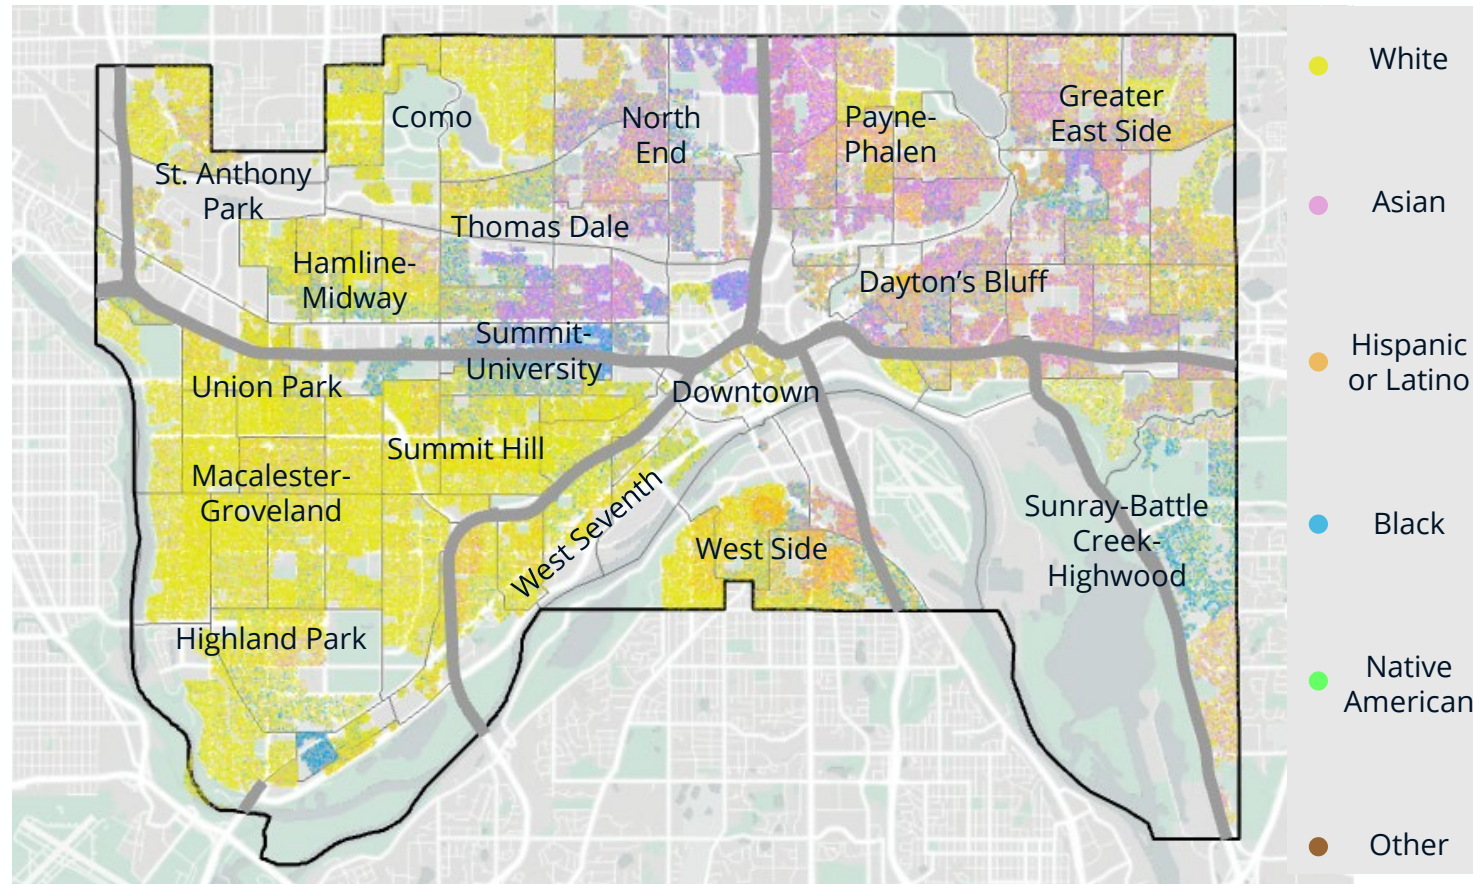 Como
North
End
Payne-
Phalen
Greater
East Side
St. Anthony
Park
Thomas Dale
Hamline-
Midway
Dayton's Bluff
Summit-
University
Union Park
Downtown
Summit Hill
Macalester-
Groveland
West Seventh
West Side
Sunray-Battle
Creek-
Highwood
Highland Park
White
Asian
Hispanic
or Latino
Black
Native
American
Other